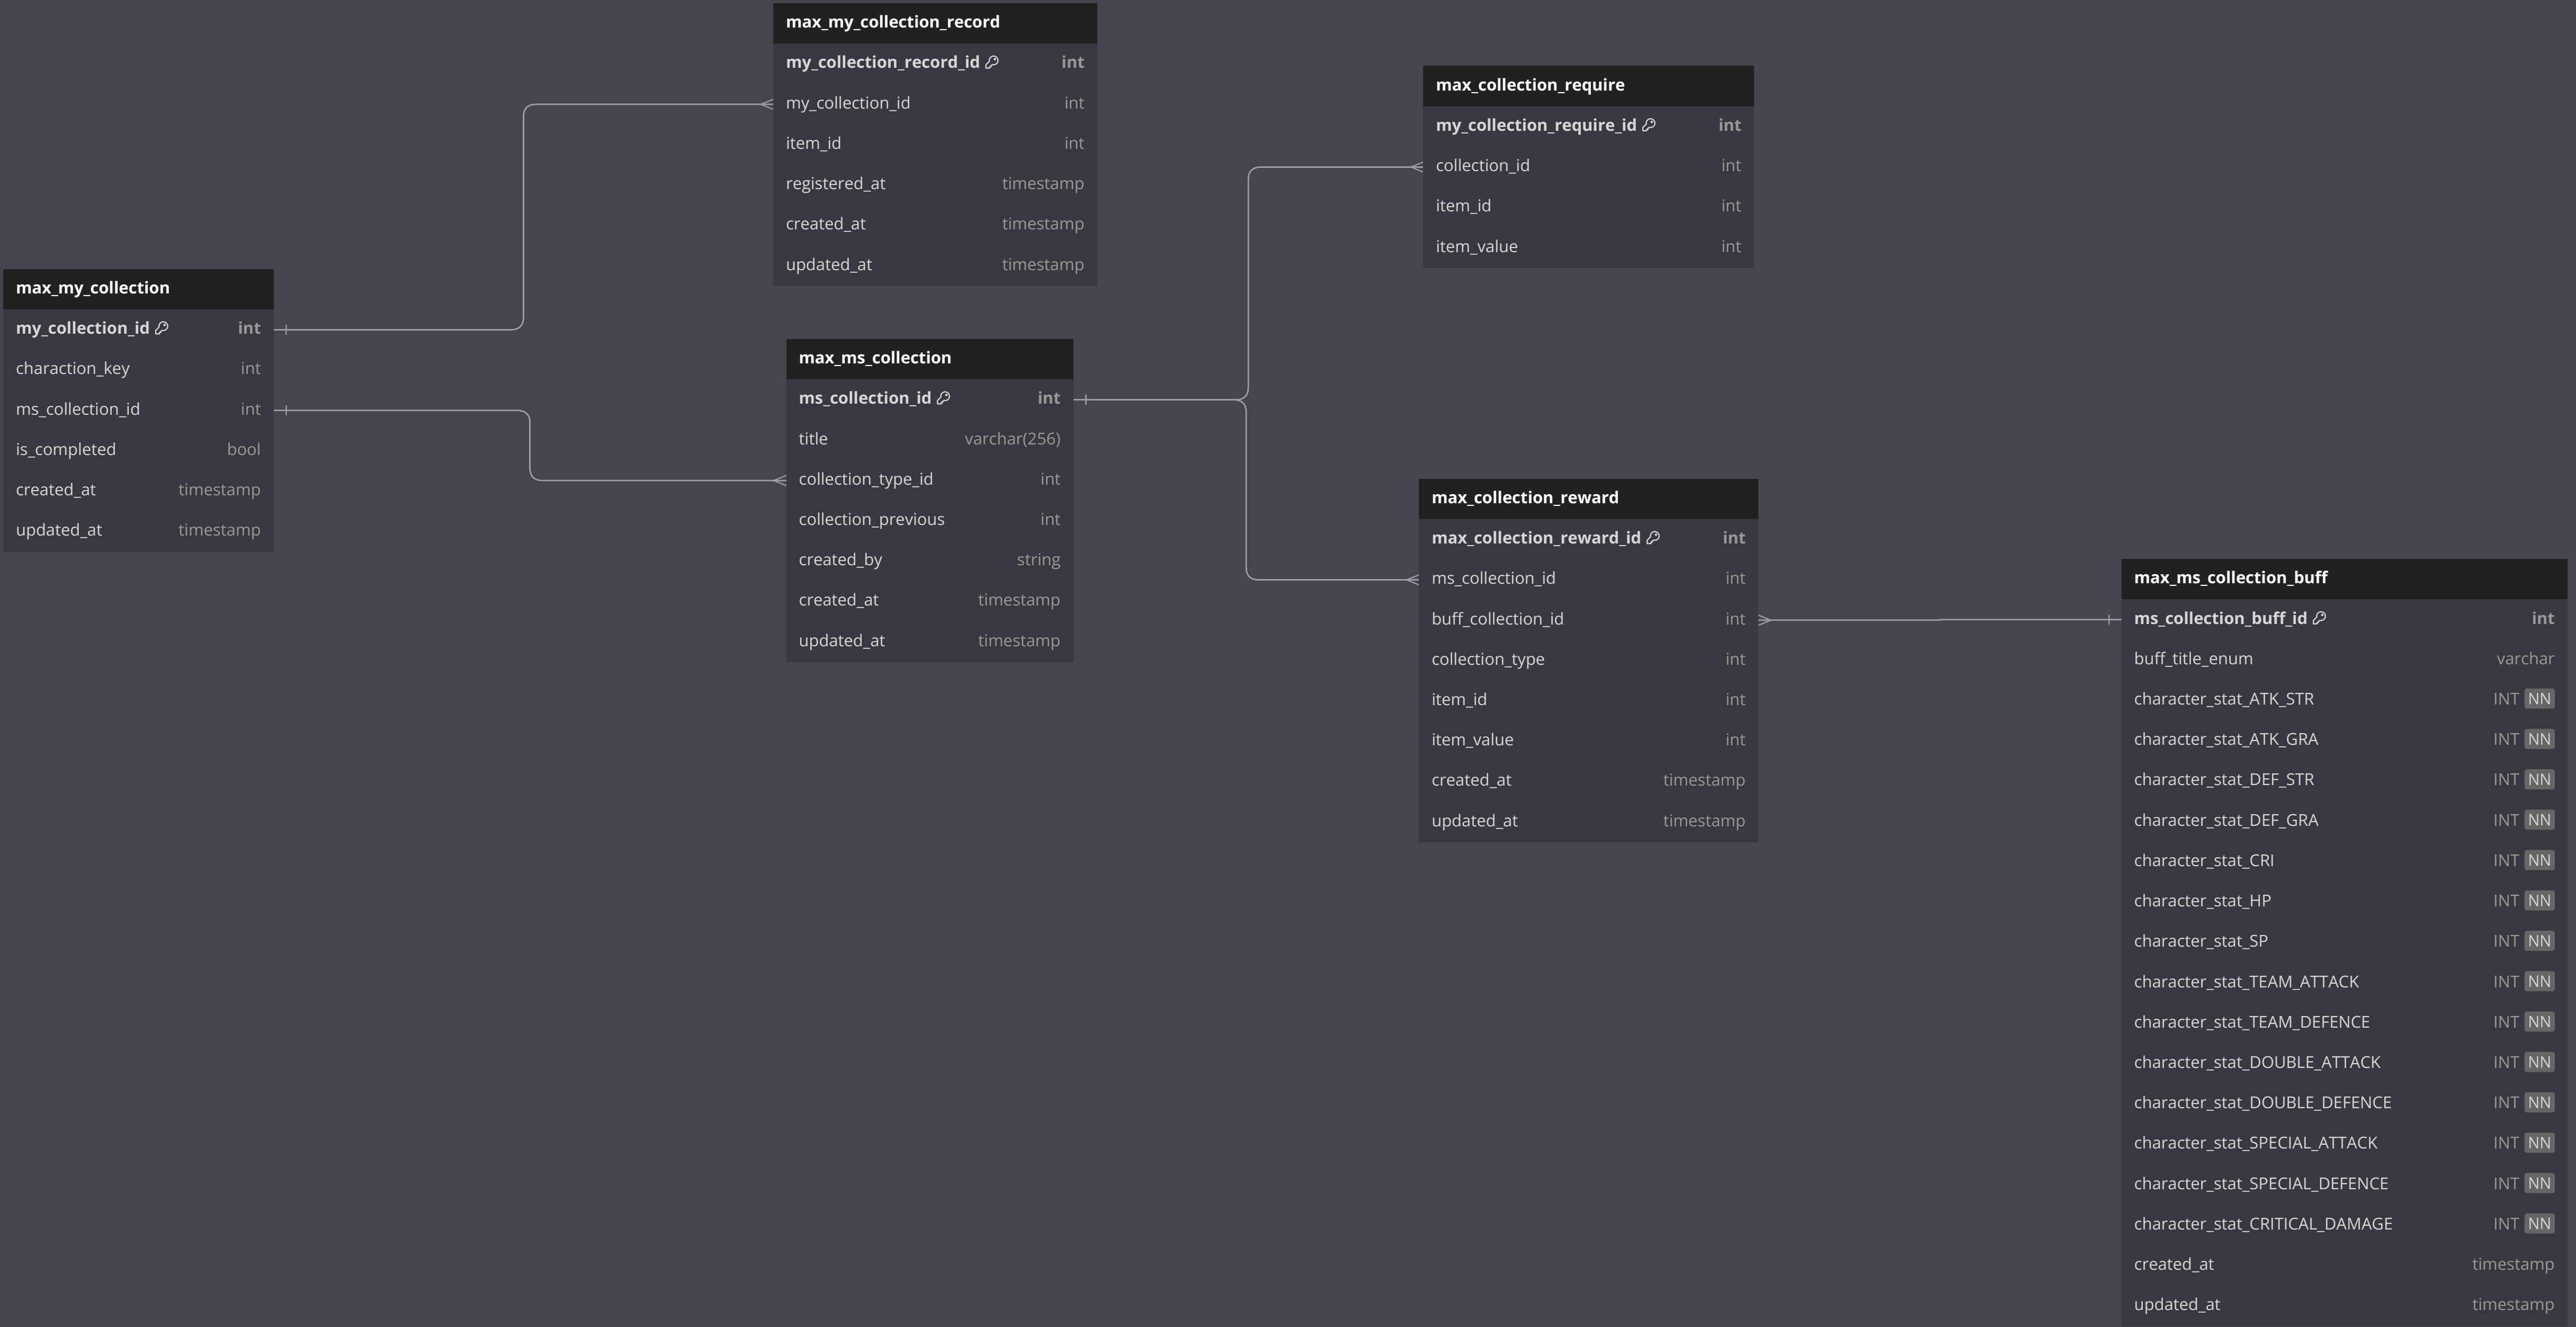 max_my_collection_record
my_collection_record_id int
my_collection_id int
item_id int
registered_at timestamp
created_at timestamp
updated_at timestamp
max_collection_require
my_collection_require_id int
collection_id int
item_id int
item_value int
max_my_collection
my_collection_id int
charaction_key int
ms_collection_id int
is_completed bool
created_at timestamp
updated_at timestamp
max_ms_collection
ms_collection_id int
title varchar(256)
collection_type_id int
collection_previous int
created_by string
created_at timestamp
updated_at timestamp
max_collection_reward
max_collection_reward_id int
ms_collection_id int
buff_collection_id int
collection_type int
item_id int
item_value int
created_at timestamp
updated_at timestamp
max_ms_collection_buff
ms_collection_buff_id int
buff_title_enum varchar
character_stat_ATK_STR INT NN
character_stat_ATK_GRA INT NN
character_stat_DEF_STR INT NN
character_stat_DEF_GRA INT NN
character_stat_CRI INT NN
character_stat_HP INT NN
character_stat_SP INT NN
character_stat_TEAM_ATTACK INT NN
character_stat_TEAM_DEFENCE INT NN
character_stat_DOUBLE_ATTACK INT NN
character_stat_DOUBLE_DEFENCE INT NN
character_stat_SPECIAL_ATTACK INT NN
character_stat_SPECIAL_DEFENCE INT NN
character_stat_CRITICAL_DAMAGE INT NN
created_at timestamp
updated_at timestamp